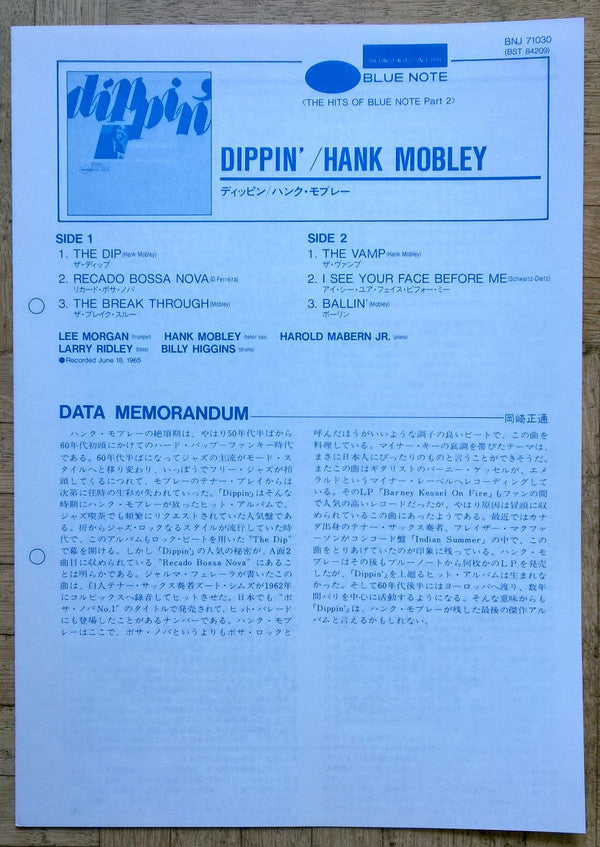 BNJ 71030
(BST 84209)
BLUE NOTE
〈THE HITS OF BLUE NOTE Part 2〉
dippin'
DIPPIN' /HANK MOBLEY
ディッピン/ハンク・モブレー
SIDE 1
1. THE DIP(Hank Mobley)
ザ・ディップ
2. RECADO BOSSA NOVA(D.Ferreira)
リカード・ボサ・ノバ
3. THE BREAK THROUGH(Mobley)
ザ・ブレイク・スルー
SIDE 2
1. THE VAMP(Hank Mobley)
ザ・ヴァンプ
2. I SEE YOUR FACE BEFORE ME(Schwartz-Dietz)
アイ・シー・ユア・フェイス・ビフォー・ミー
3. BALLIN'(Mobley)
ボーリン
LEE MORGAN(trumpet) HANK MOBLEY(tenor sax) HAROLD MABERN JR.(piano)
LARRY RIDLEY(bass) BILLY HIGGINS(drums)
●Recorded June 18, 1965
DATA MEMORANDUM
岡崎正通
ハンク・モブレーの絶頂期は、やはり50年代半ばから
60年代初頭にかけてのハード・バップ〜ファンキー時代
である。60年代半ばになってジャズの主流がモード・ス
タイルへと移り変わり、いっぽうでフリー・ジャズが抬
頭してくるにつれて、モブレーのテナー・プレイからは
次第に往時の生彩が失われていった。「Dippin'」はそんな
時期にハンク・モブレーが放ったヒット・アルバムで、
ジャズ喫茶でも頻繁にリクエストされていた人気盤であ
る。折からジャズ・ロックなるスタイルが流行していた時
代で、このアルバムもロック・ビートを用いた "The Dip"
で幕を開ける。しかし「Dippin'」の人気の秘密が、A面2
曲目に収められている "Recado Bossa Nova" にあるこ
とは明らかである。ジャルマ・フェレーラが書いたこの
曲は、白人テナー・サックス奏者ズート・シムズが1962年
にコルピックスへ録音してヒットさせた。日本でも "ボ
サ・ノバNo.1" のタイトルで発売されて、ヒット・パレード
にも登場したことがあるナンバーである。ハンク・モブ
レーはここで、ボサ・ノバというよりもボサ・ロックと
呼んだほうがいいような調子の良いビートで、この曲を
料理している。マイナー・キーの哀調を帯びたテーマは、
まさに日本人にぴったりのものと言うことができそうだ。
またこの曲はギタリストのバーニー・ケッセルが、エメ
ラルドというマイナー・レーベルへレコーディングして
いる。そのLP「Barney Kessel On Fire」もファンの間
で人気の高いレコードだったが、やはり原因は冒頭に収
められているこの曲にあったようである。最近ではカナ
ダ出身のテナー・サックス奏者、フレイザー・マクファ
ーソンがコンコード盤「Indian Summer」の中で、この
曲をとりあげていたのが印象に残っている。ハンク・モ
ブレーはその後もブルーノートから何枚かのLPを発売
したが、「Dippin'」を上廻るヒット・アルバムは生まれな
かった。そして60年代後半にはヨーロッパへ渡り、数年
間パリを中心に活動するようになる。そんな意味からも
「Dippin'」は、ハンク・モブレーが残した最後の傑作アル
バムと言えるかもしれない。